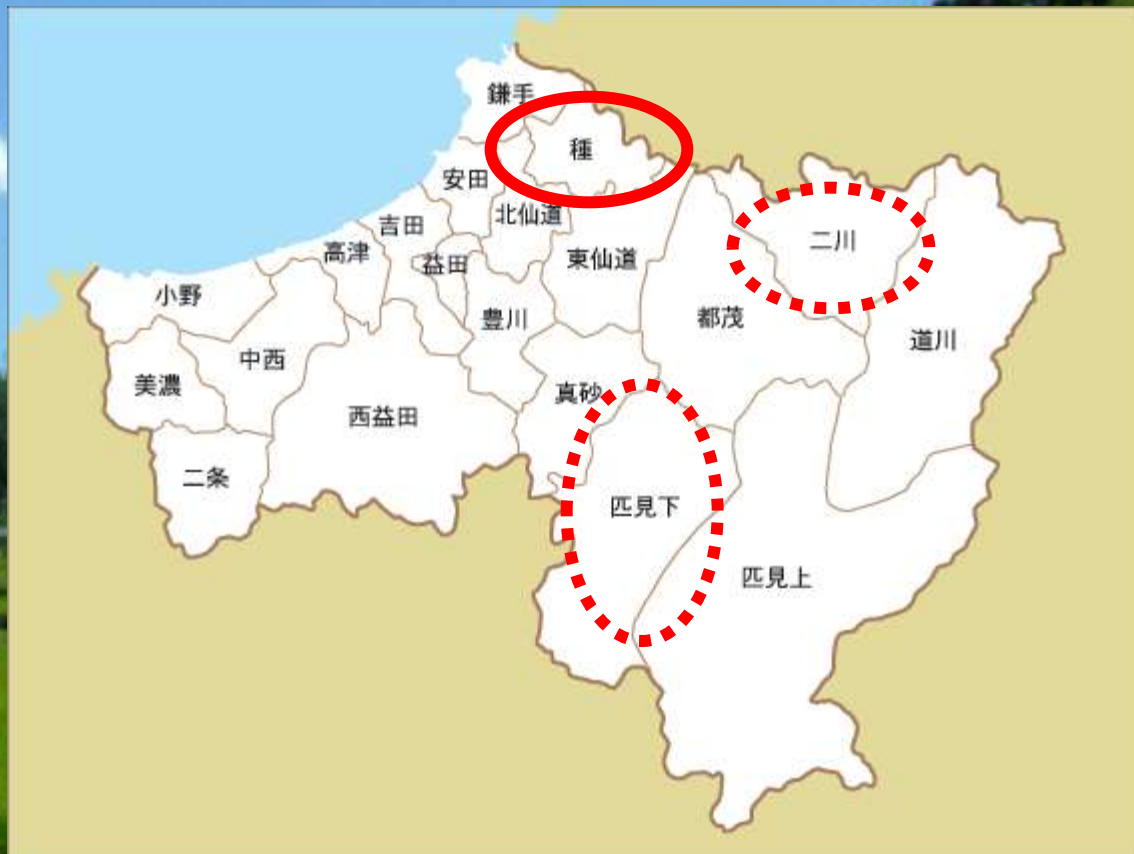 鎌手
種
安田
北仙道
吉田
二川
高津
益田
東仙道
小野
豊川
都茂
道川
中西
美濃
真砂
西益田
二条
匹見下
匹見上